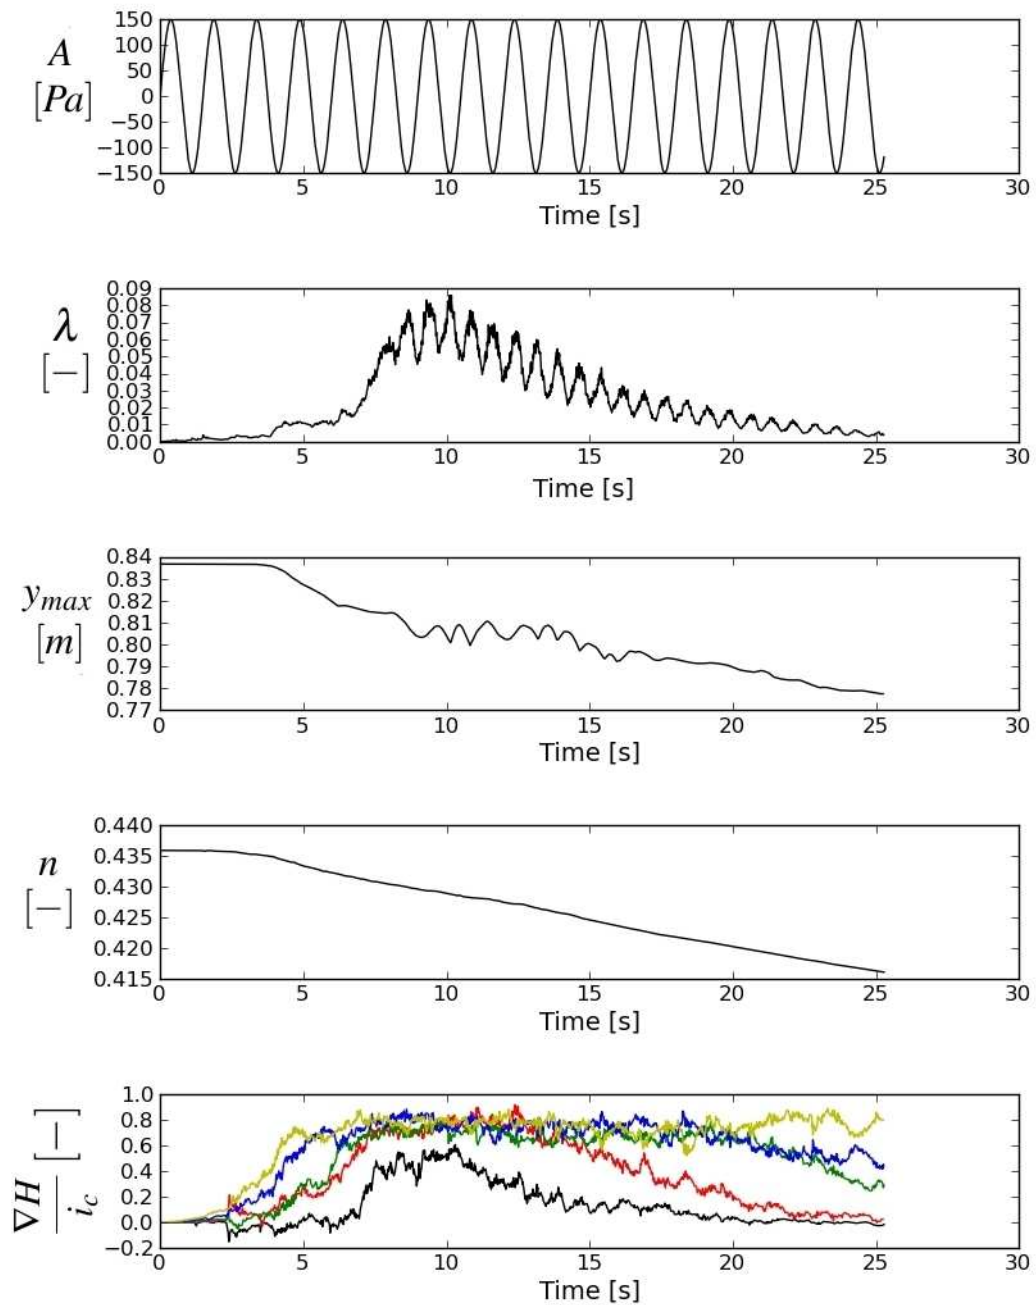 150
100
50
0
−50
−100
−150
A
[Pa]
0 5 10 15 20 25 30
Time [s]
0.09
0.08
0.07
0.06
0.05
0.04
0.03
0.02
0.01
0.00
λ
[−]
0 5 10 15 20 25 30
Time [s]
0.84
0.83
0.82
0.81
0.80
0.79
0.78
0.77
y_max
[m]
0 5 10 15 20 25 30
Time [s]
0.440
0.435
0.430
0.425
0.420
0.415
n
[−]
0 5 10 15 20 25 30
Time [s]
1.0
0.8
0.6
0.4
0.2
0.0
−0.2
∇H/i_c [−]
0 5 10 15 20 25 30
Time [s]